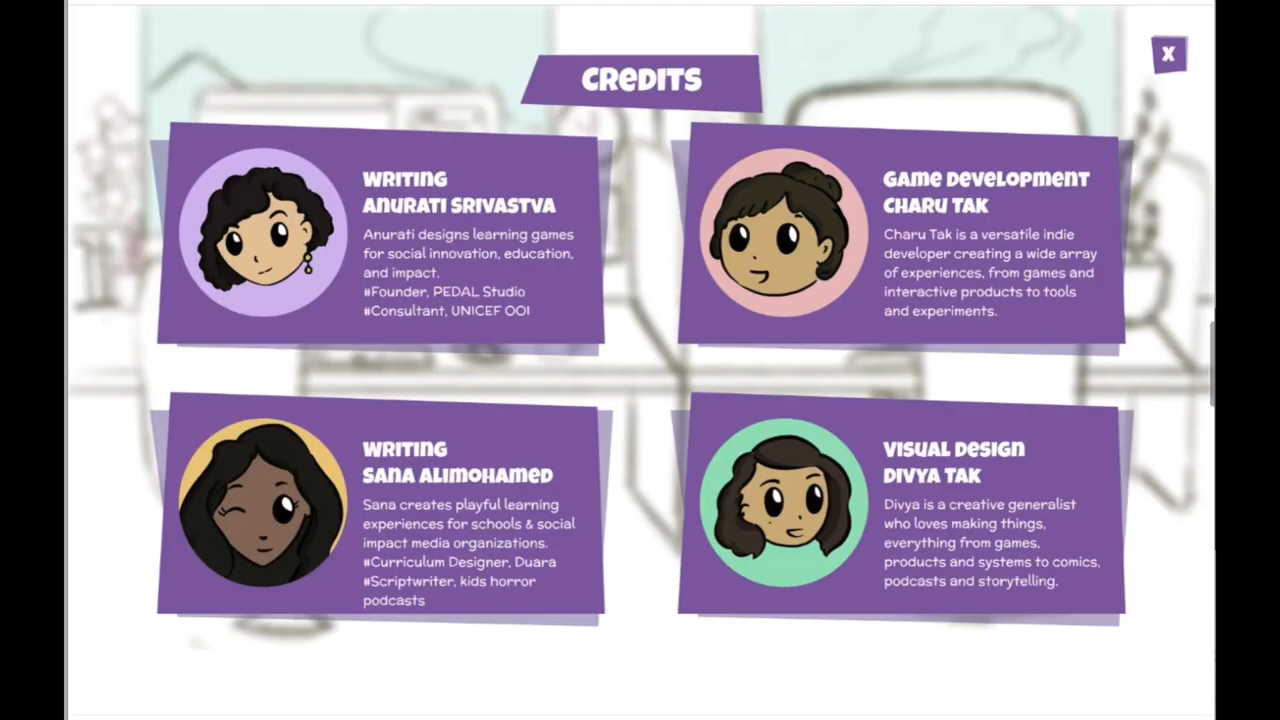 CREDITS
X
WRITING
ANURATI SRIVASTVA
Anurati designs learning games
for social innovation, education,
and impact.
#Founder, PEDAL Studio
#Consultant, UNICEF OOI
GAME DEVELOPMENT
CHARU TAK
Charu Tak is a versatile indie
developer creating a wide array
of experiences, from games and
interactive products to tools
and experiments.
WRITING
SANA ALIMOHAMED
Sana creates playful learning
experiences for schools & social
impact media organizations.
#Curriculum Designer, Duara
#Scriptwriter, kids horror
podcasts
VISUAL DESIGN
DIVYA TAK
Divya is a creative generalist
who loves making things,
everything from games,
products and systems to comics,
podcasts and storytelling.